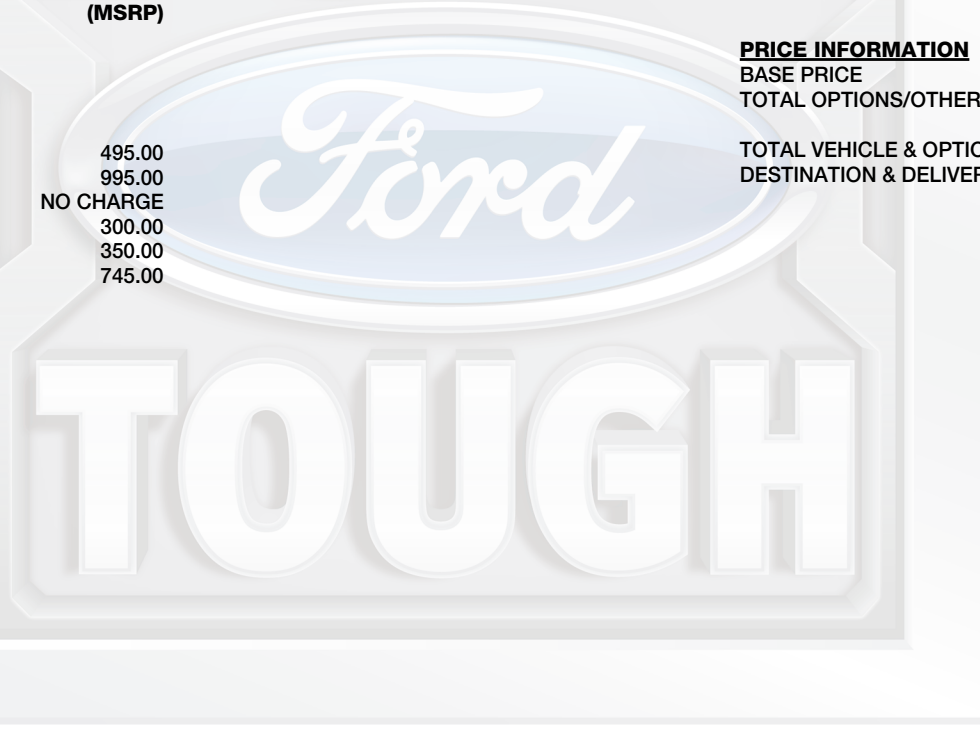 (MSRP)
495.00
995.00
NO CHARGE
300.00
350.00
745.00
PRICE INFORMATION
BASE PRICE
TOTAL OPTIONS/OTHER
TOTAL VEHICLE & OPTIO
DESTINATION & DELIVER
Ford
TOUGH